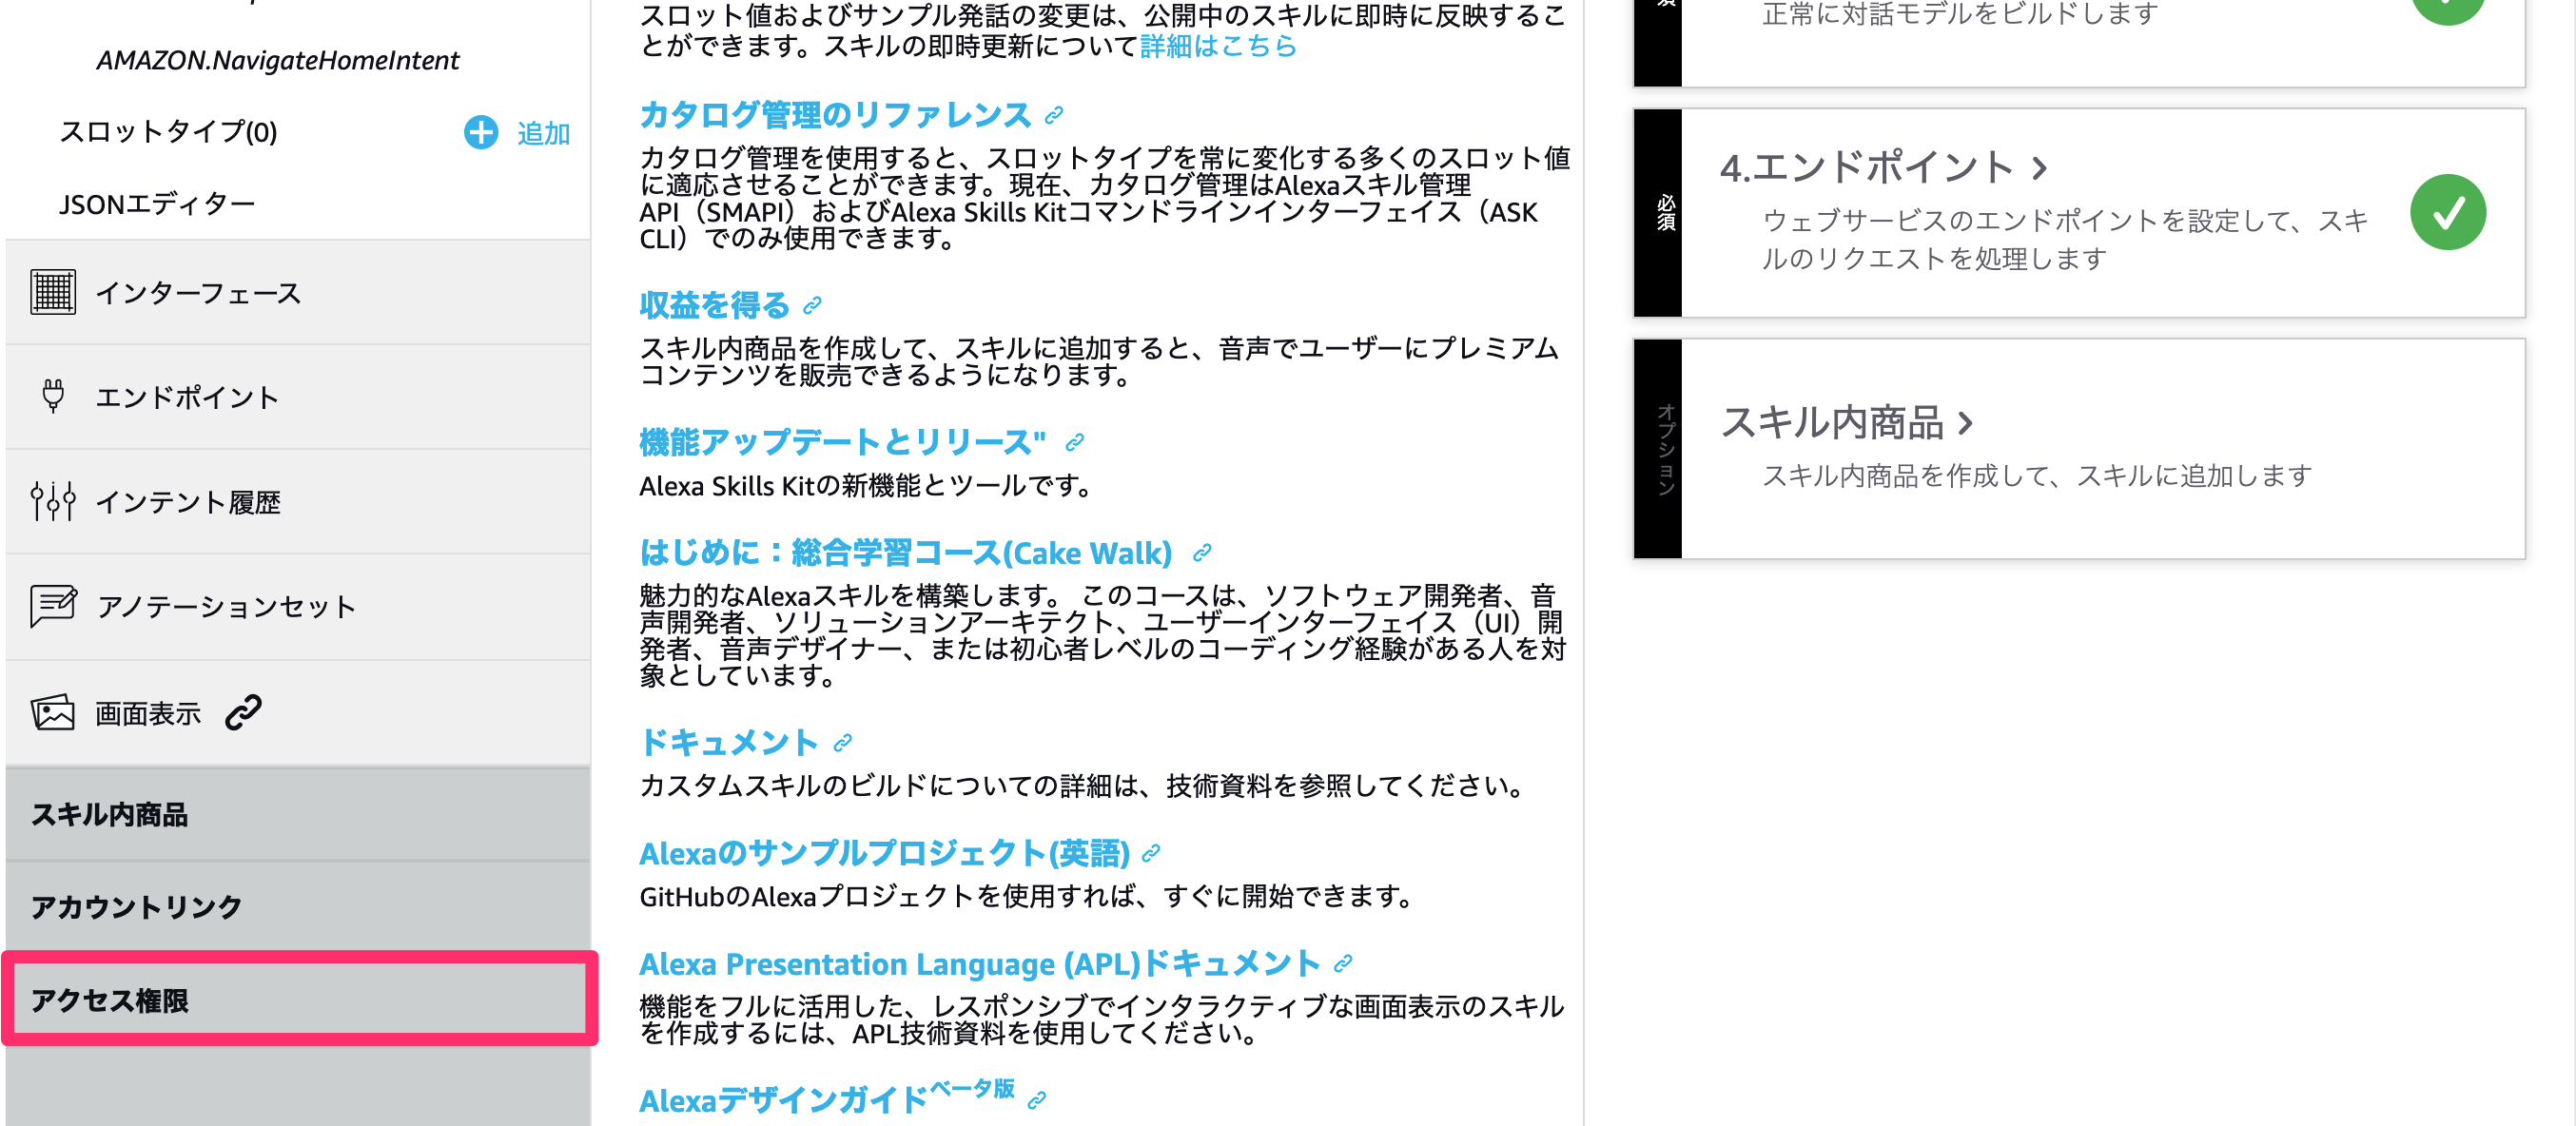 AMAZON.NavigateHomeIntent
スロットタイプ(0)
追加
JSONエディター
インターフェース
エンドポイント
インテント履歴
アノテーションセット
画面表示
スキル内商品
アカウントリンク
アクセス権限
スロット値およびサンプル発話の変更は、公開中のスキルに即時に反映するこ
とができます。スキルの即時更新について詳細はこちら
カタログ管理のリファレンス
カタログ管理を使用すると、スロットタイプを常に変化する多くのスロット値
に適応させることができます。現在、カタログ管理はAlexaスキル管理
API（SMAPI）およびAlexa Skills Kitコマンドラインインターフェイス（ASK
CLI）でのみ使用できます。
収益を得る
スキル内商品を作成して、スキルに追加すると、音声でユーザーにプレミアム
コンテンツを販売できるようになります。
機能アップデートとリリース"
Alexa Skills Kitの新機能とツールです。
はじめに：総合学習コース(Cake Walk)
魅力的なAlexaスキルを構築します。 このコースは、ソフトウェア開発者、音
声開発者、ソリューションアーキテクト、ユーザーインターフェイス（UI）開
発者、音声デザイナー、または初心者レベルのコーディング経験がある人を対
象としています。
ドキュメント
カスタムスキルのビルドについての詳細は、技術資料を参照してください。
Alexaのサンプルプロジェクト(英語)
GitHubのAlexaプロジェクトを使用すれば、すぐに開始できます。
Alexa Presentation Language (APL)ドキュメント
機能をフルに活用した、レスポンシブでインタラクティブな画面表示のスキル
を作成するには、APL技術資料を使用してください。
Alexaデザインガイドベータ版
須
正常に対話モデルをビルドします
必須
4.エンドポイント
ウェブサービスのエンドポイントを設定して、スキ
ルのリクエストを処理します
オプション
スキル内商品
スキル内商品を作成して、スキルに追加します